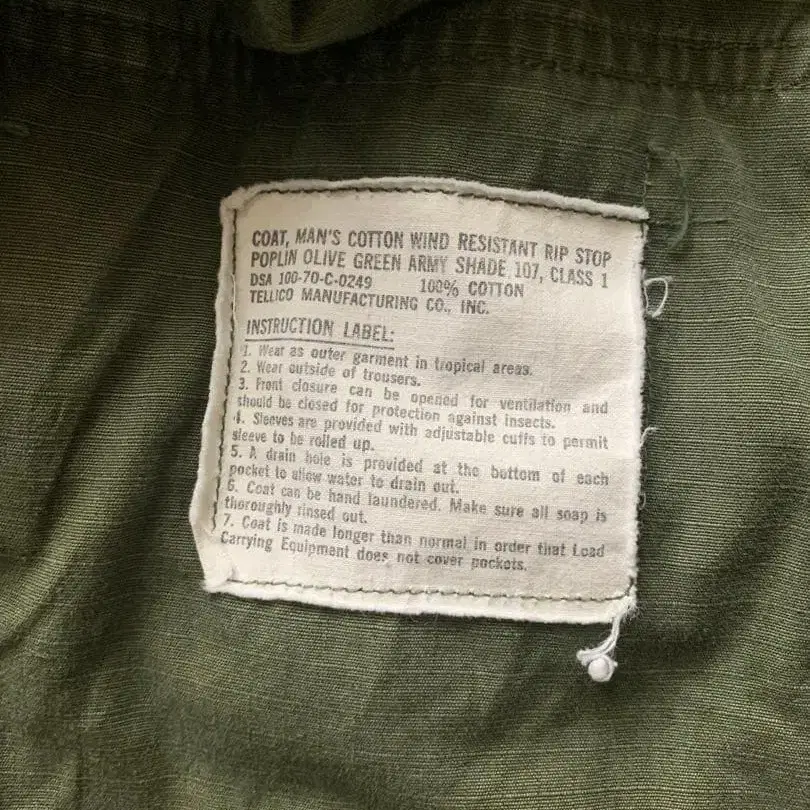 COAT, MAN'S COTTON WIND RESISTANT RIP STOP
POPLIN OLIVE GREEN ARMY SHADE 107, CLASS 1
DSA 100-70-C-0249 100% COTTON
TELLICO MANUFACTURING CO., INC.
INSTRUCTION LABEL:
1. Wear as outer garment in tropical areas.
2. Wear outside of trousers.
3. Front closure can be opened for ventilation and
should be closed for protection against insects.
4. Sleeves are provided with adjustable cuffs to permit
sleeve to be rolled up.
5. A drain hole is provided at the bottom of each
pocket to allow water to drain out.
6. Coat can be hand laundered. Make sure all soap is
thoroughly rinsed out.
7. Coat is made longer than normal in order that Load
Carrying Equipment does not cover pockets.